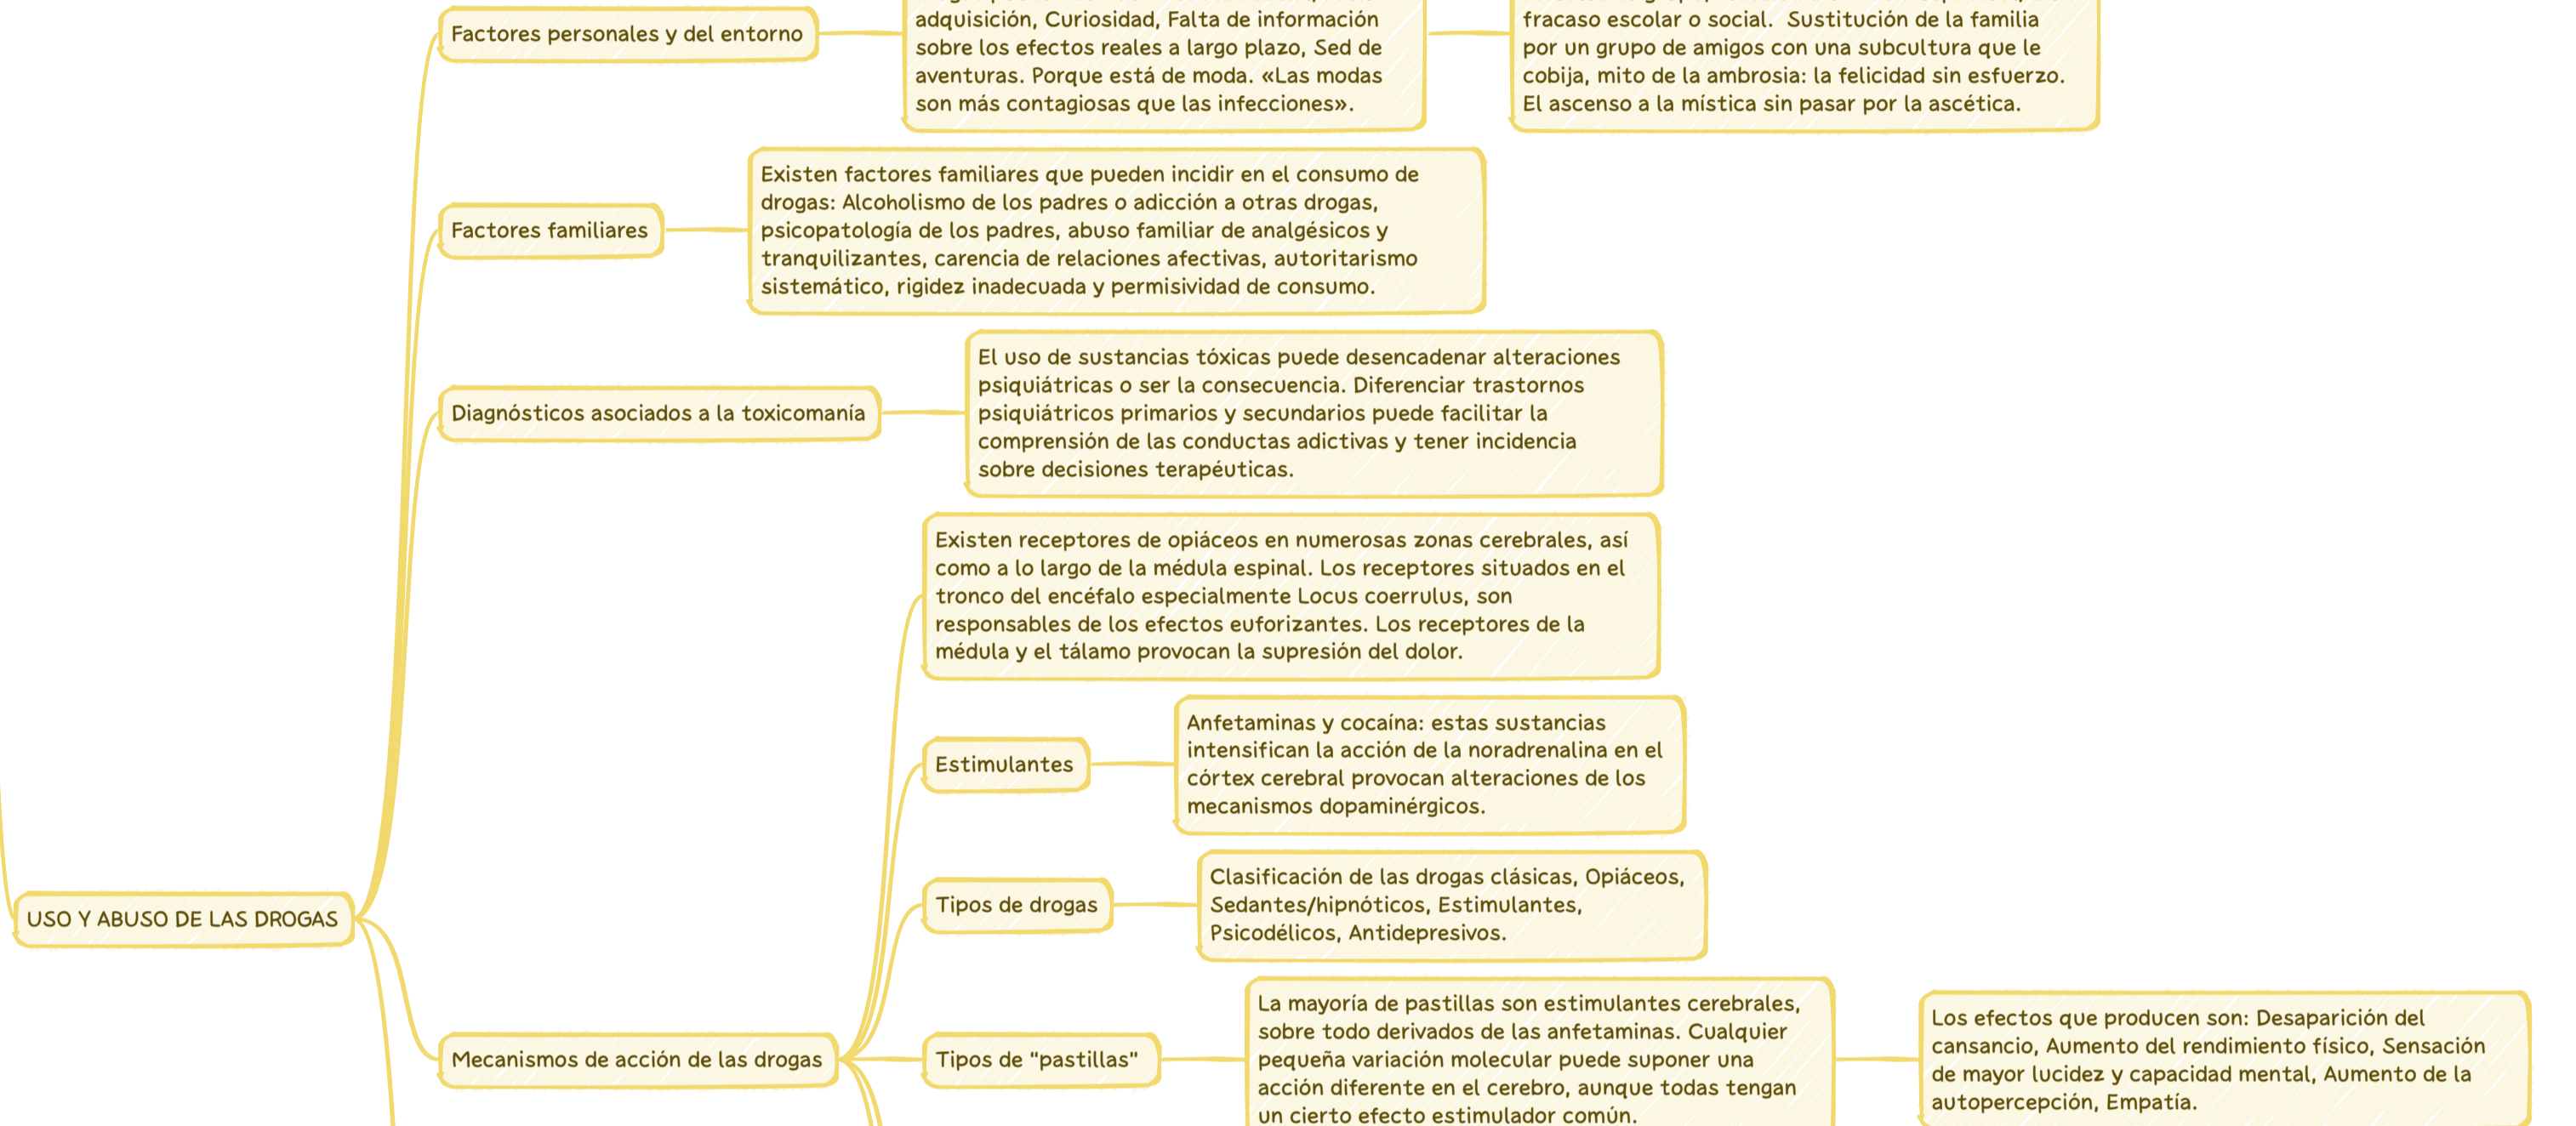 Factores personales y del entorno
adquisición, Curiosidad, Falta de información
sobre los efectos reales a largo plazo, Sed de
aventuras. Porque está de moda. «Las modas
son más contagiosas que las infecciones».
fracaso escolar o social.  Sustitución de la familia
por un grupo de amigos con una subcultura que le
cobija, mito de la ambrosia: la felicidad sin esfuerzo.
El ascenso a la mística sin pasar por la ascética.
Factores familiares
Existen factores familiares que pueden incidir en el consumo de
drogas: Alcoholismo de los padres o adicción a otras drogas,
psicopatología de los padres, abuso familiar de analgésicos y
tranquilizantes, carencia de relaciones afectivas, autoritarismo
sistemático, rigidez inadecuada y permisividad de consumo.
Diagnósticos asociados a la toxicomanía
El uso de sustancias tóxicas puede desencadenar alteraciones
psiquiátricas o ser la consecuencia. Diferenciar trastornos
psiquiátricos primarios y secundarios puede facilitar la
comprensión de las conductas adictivas y tener incidencia
sobre decisiones terapéuticas.
Existen receptores de opiáceos en numerosas zonas cerebrales, así
como a lo largo de la médula espinal. Los receptores situados en el
tronco del encéfalo especialmente Locus coerrulus, son
responsables de los efectos euforizantes. Los receptores de la
médula y el tálamo provocan la supresión del dolor.
Estimulantes
Anfetaminas y cocaína: estas sustancias
intensifican la acción de la noradrenalina en el
córtex cerebral provocan alteraciones de los
mecanismos dopaminérgicos.
Tipos de drogas
Clasificación de las drogas clásicas, Opiáceos,
Sedantes/hipnóticos, Estimulantes,
Psicodélicos, Antidepresivos.
USO Y ABUSO DE LAS DROGAS
Mecanismos de acción de las drogas
Tipos de "pastillas"
La mayoría de pastillas son estimulantes cerebrales,
sobre todo derivados de las anfetaminas. Cualquier
pequeña variación molecular puede suponer una
acción diferente en el cerebro, aunque todas tengan
un cierto efecto estimulador común.
Los efectos que producen son: Desaparición del
cansancio, Aumento del rendimiento físico, Sensación
de mayor lucidez y capacidad mental, Aumento de la
autopercepción, Empatía.